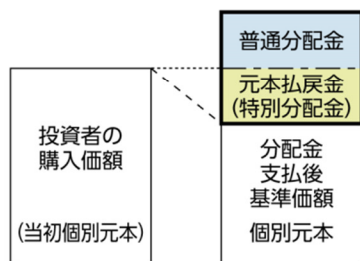 普通分配金
元本払戻金
(特別分配金)
投資者の
購入価額
(当初個別元本)
分配金
支払後
基準価額
個別元本